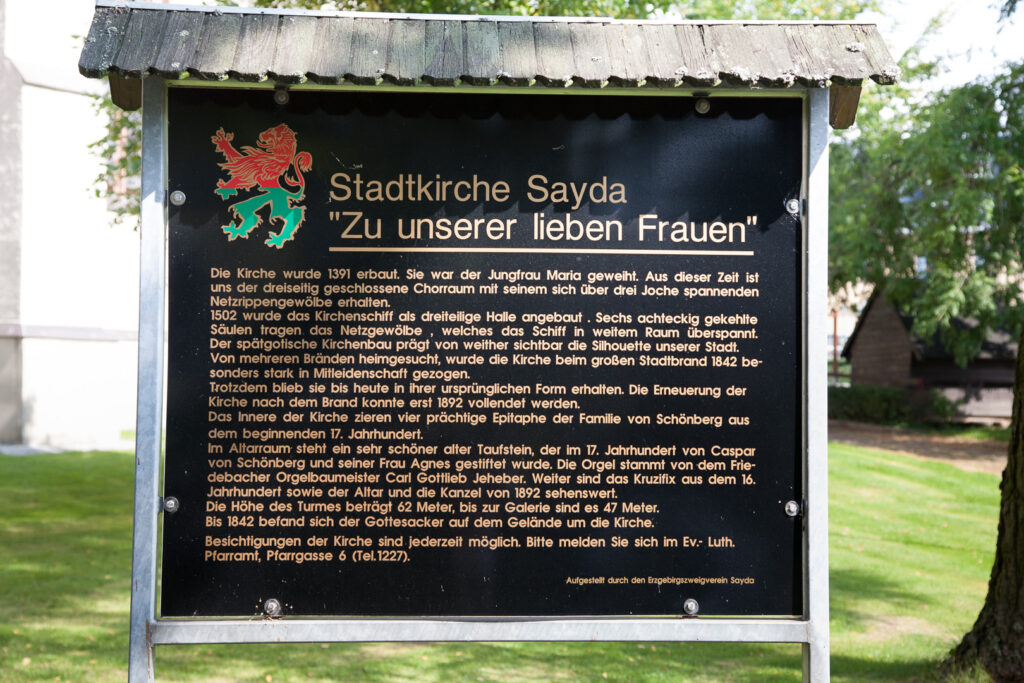 Stadtkirche Sayda
"Zu unserer lieben Frauen"
Die Kirche wurde 1391 erbaut. Sie war der Jungfrau Maria geweiht. Aus dieser Zeit ist
uns der dreiseitig geschlossene Chorraum mit seinem sich über drei Joche spannenden
Netzrippengewölbe erhalten.
1502 wurde das Kirchenschiff als dreiteilige Halle angebaut . Sechs achteckig gekehlte
Säulen tragen das Netzgewölbe , welches das Schiff in weitem Raum überspannt.
Der spätgotische Kirchenbau prägt von weither sichtbar die Silhouette unserer Stadt.
Von mehreren Bränden heimgesucht, wurde die Kirche beim großen Stadtbrand 1842 be-
sonders stark in Mitleidenschaft gezogen.
Trotzdem blieb sie bis heute in ihrer ursprünglichen Form erhalten. Die Erneuerung der
Kirche nach dem Brand konnte erst 1892 vollendet werden.
Das Innere der Kirche zieren vier prächtige Epitaphe der Familie von Schönberg aus
dem beginnenden 17. Jahrhundert.
Im Altarraum steht ein sehr schöner alter Taufstein, der im 17. Jahrhundert von Caspar
von Schönberg und seiner Frau Agnes gestiftet wurde. Die Orgel stammt von dem Frie-
debacher Orgelbaumeister Carl Gottlieb Jeheber. Weiter sind das Kruzifix aus dem 16.
Jahrhundert sowie der Altar und die Kanzel von 1892 sehenswert.
Die Höhe des Turmes beträgt 62 Meter, bis zur Galerie sind es 47 Meter.
Bis 1842 befand sich der Gottesacker auf dem Gelände um die Kirche.
Besichtigungen der Kirche sind jederzeit möglich. Bitte melden Sie sich im Ev.- Luth.
Pfarramt, Pfarrgasse 6 (Tel.1227).
Aufgestellt durch den Erzgebirgszweigverein Sayda